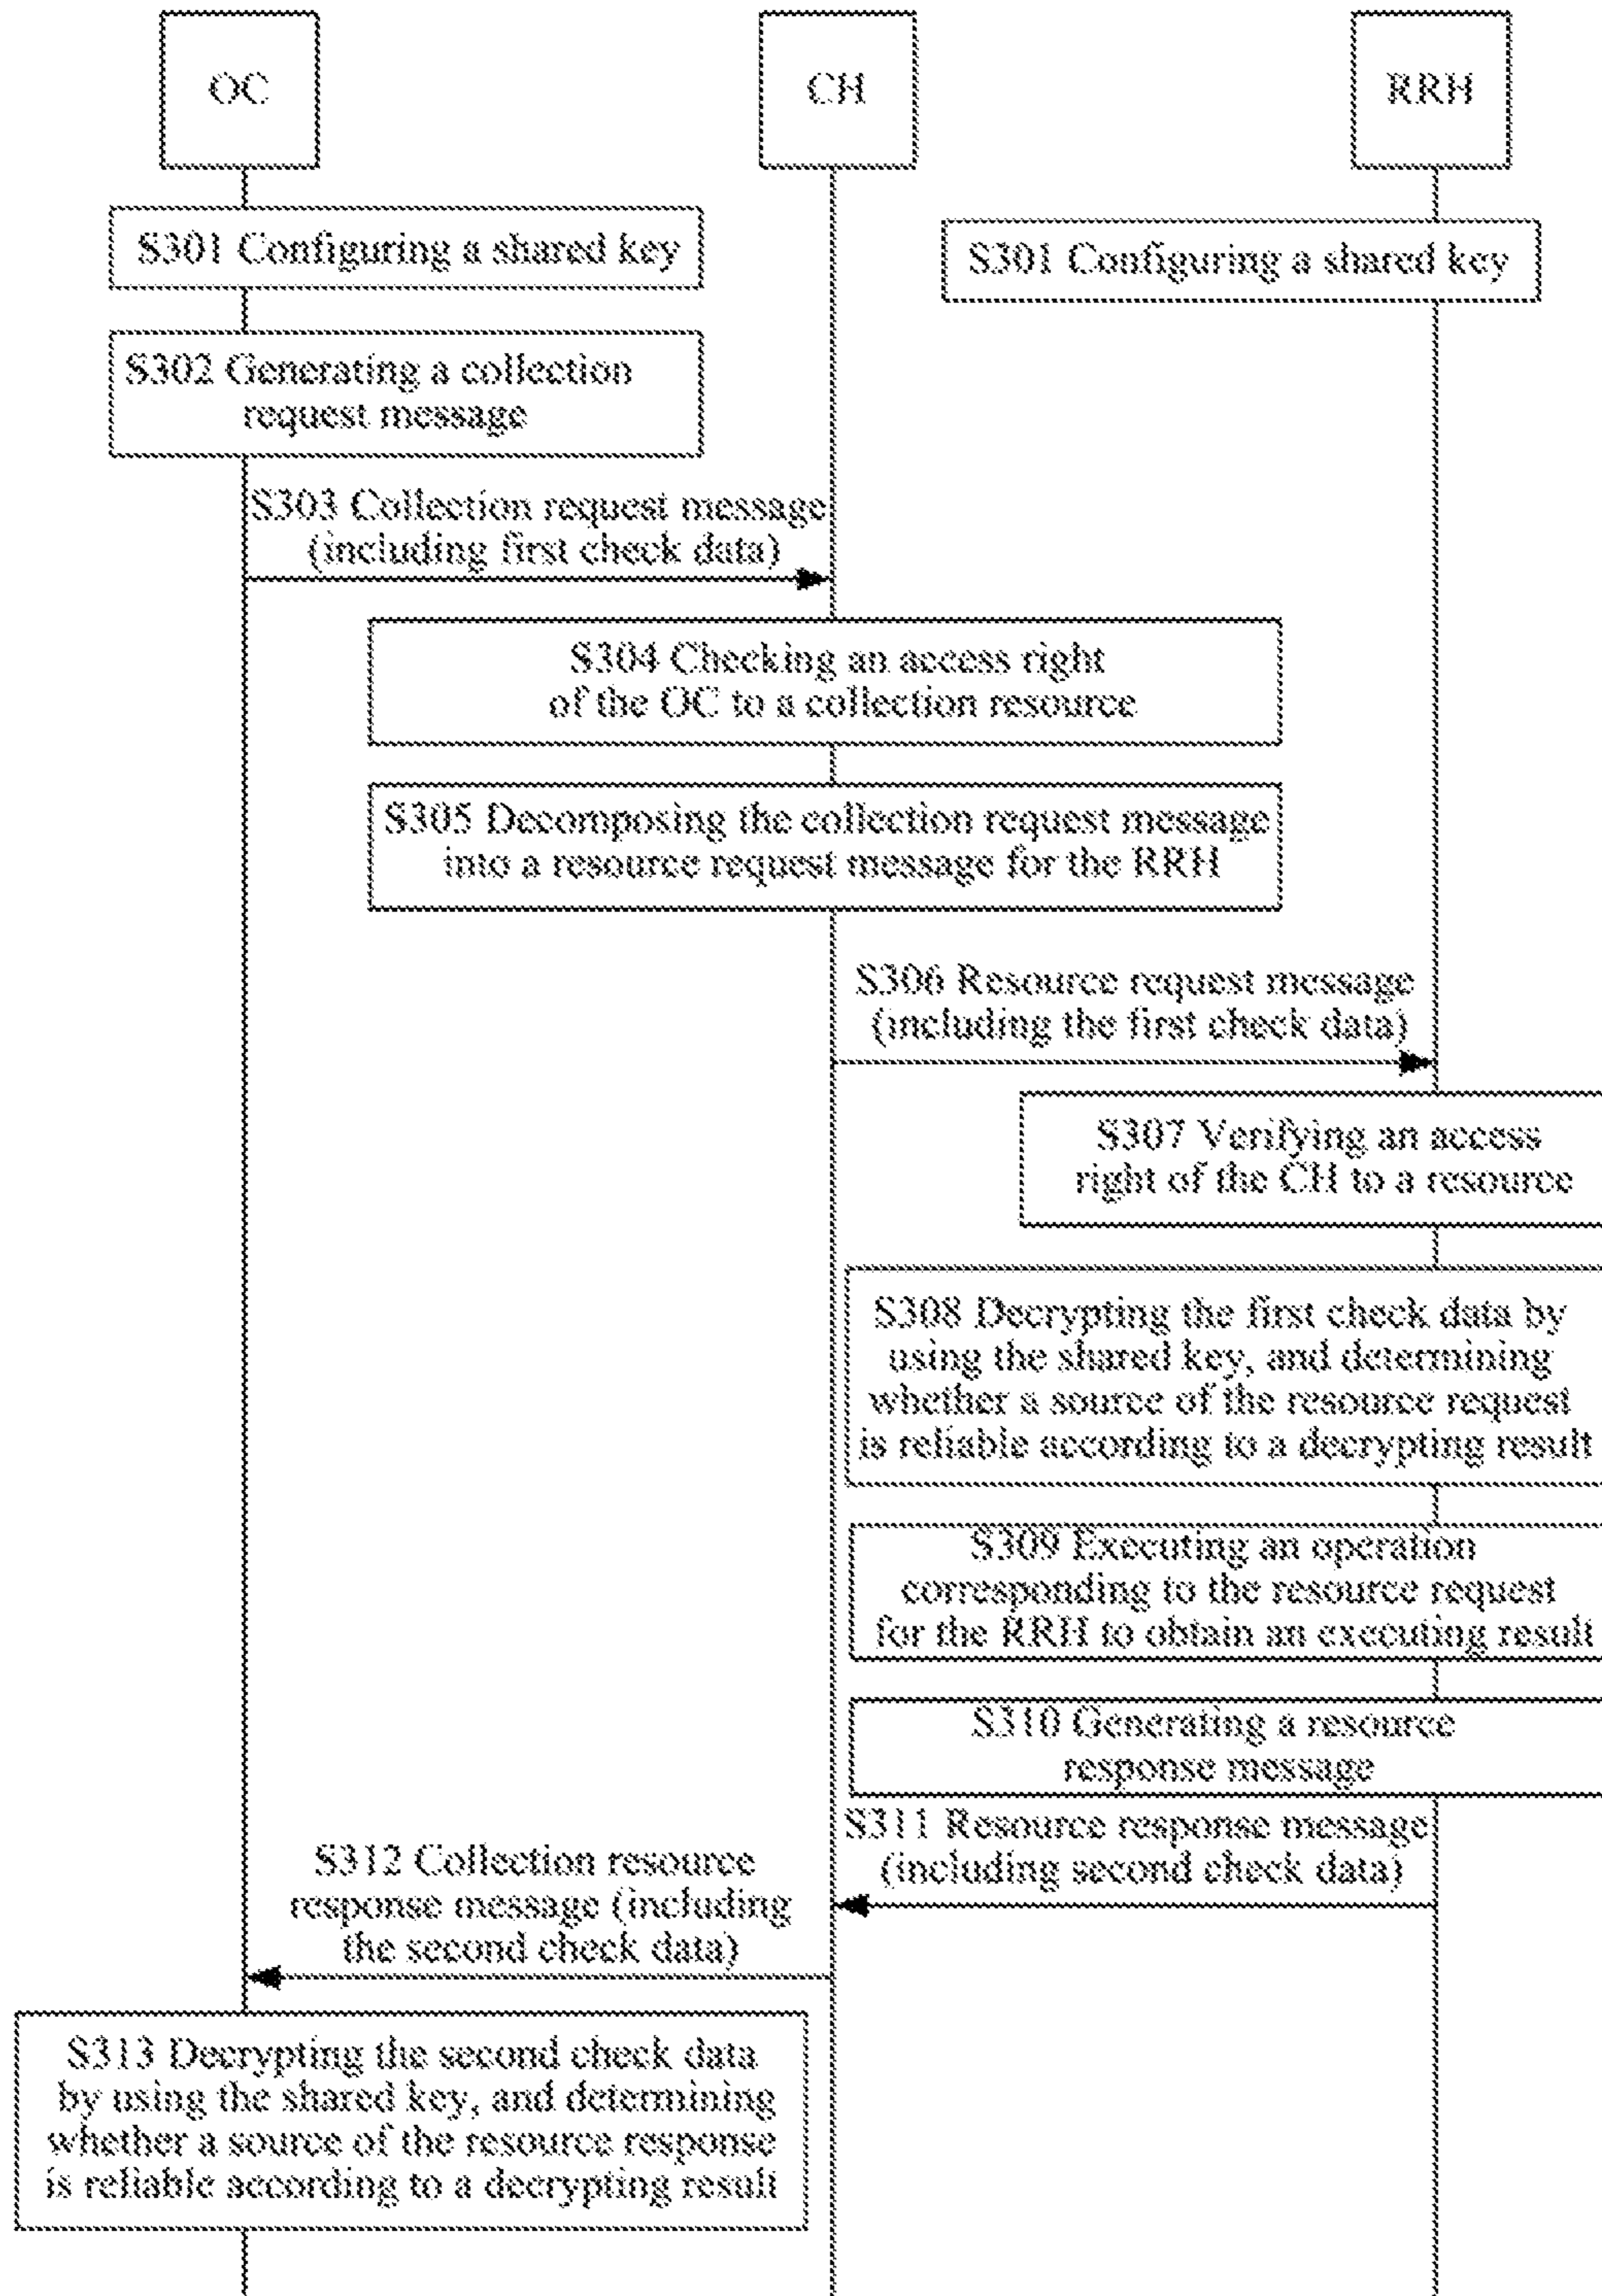 OC
CH
RRH
S301 Configuring a shared key
S301 Configuring a shared key
S302 Generating a collection
request message
S303 Collection request message
(including first check data)
S304 Checking an access right
of the OC to a collection resource
S305 Decomposing the collection request message
into a resource request message for the RRH
S306 Resource request message
(including the first check data)
S307 Verifying an access
right of the CH to a resource
S308 Decrypting the first check data by
using the shared key, and determining
whether a source of the resource request
is reliable according to a decrypting result
S309 Executing an operation
corresponding to the resource request
for the RRH to obtain an executing result
S310 Generating a resource
response message
S311 Resource response message
(including second check data)
S312 Collection resource
response message (including
the second check data)
S313 Decrypting the second check data
by using the shared key, and determining
whether a source of the resource response
is reliable according to a decrypting result